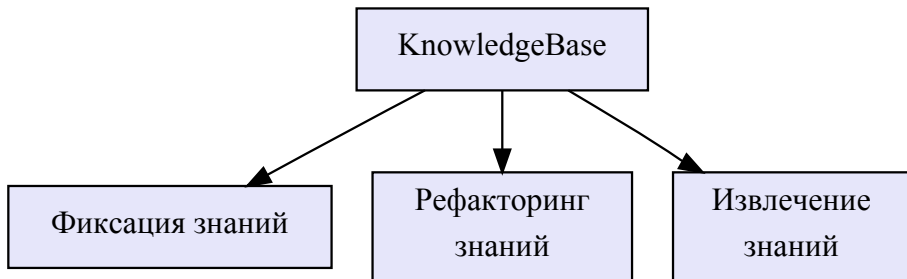 KnowledgeBase
Фиксация знаний
Рефакторинг
знаний
Извлечение
знаний